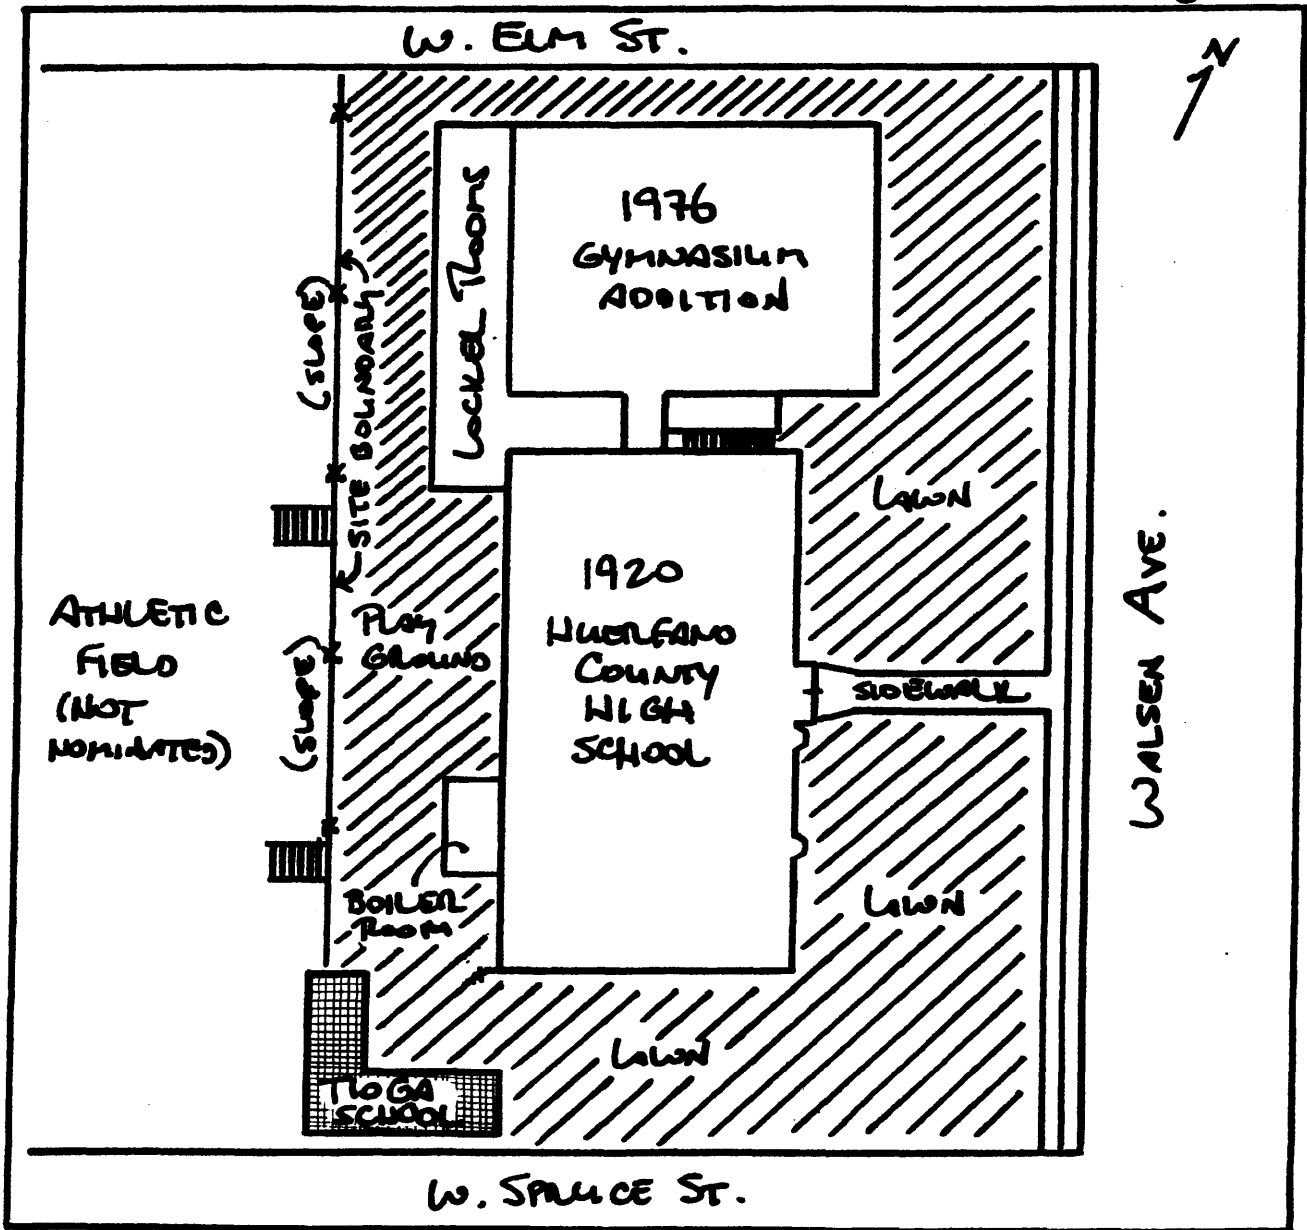 W. ELM ST.
N
1976
GYMNASIUM
ADDITION
LOCKER ROOMS
(SLOPE)
SITE BOUNDARY
LAWN
1920
HUERFANO
COUNTY
HIGH
SCHOOL
ATHLETIC
FIELD
(NOT
NOMINATED)
PLAY
GROUND
(SLOPE)
SIDEWALK
WALSEN AVE.
BOILER
ROOM
LAWN
LAWN
TIOGA
SCHOOL
W. SPRUCE ST.